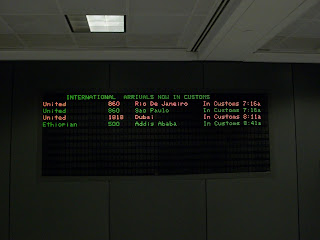 INTERNATIONAL ARRIVALS NOW IN CUSTOMS
United 860 Rio De Janeiro In Customs 7:16a
United 860 Sao Paulo In Customs 7:16a
United 1818 Dubai In Customs 8:11a
Ethiopian 500 Addis Ababa In Customs 8:41a